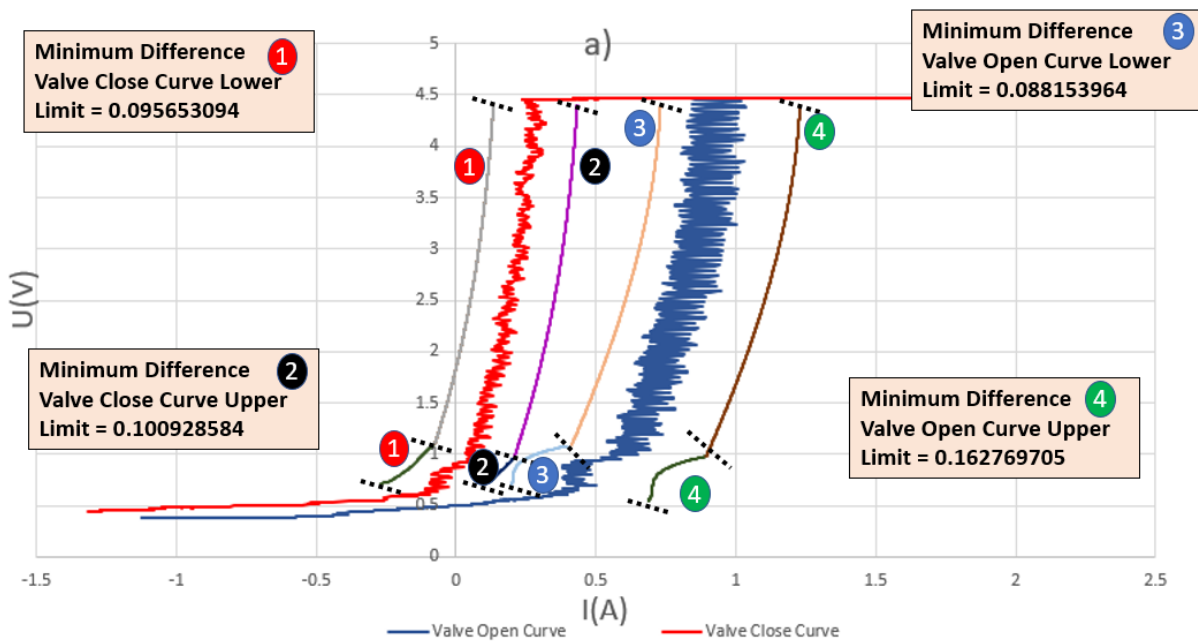 Minimum Difference 1
Valve Close Curve Lower
Limit = 0.095653094
a)
Minimum Difference 3
Valve Open Curve Lower
Limit = 0.088153964
5
4.5
4
3.5
3
2.5
2
1.5
1
0.5
0
1
2
3
4
U(V)
Minimum Difference 2
Valve Close Curve Upper
Limit = 0.100928584
Minimum Difference 4
Valve Open Curve Upper
Limit = 0.162769705
1
2
3
4
-1.5 -1 -0.5 0 0.5 1 1.5 2 2.5
I(A)
Valve Open Curve Valve Close Curve